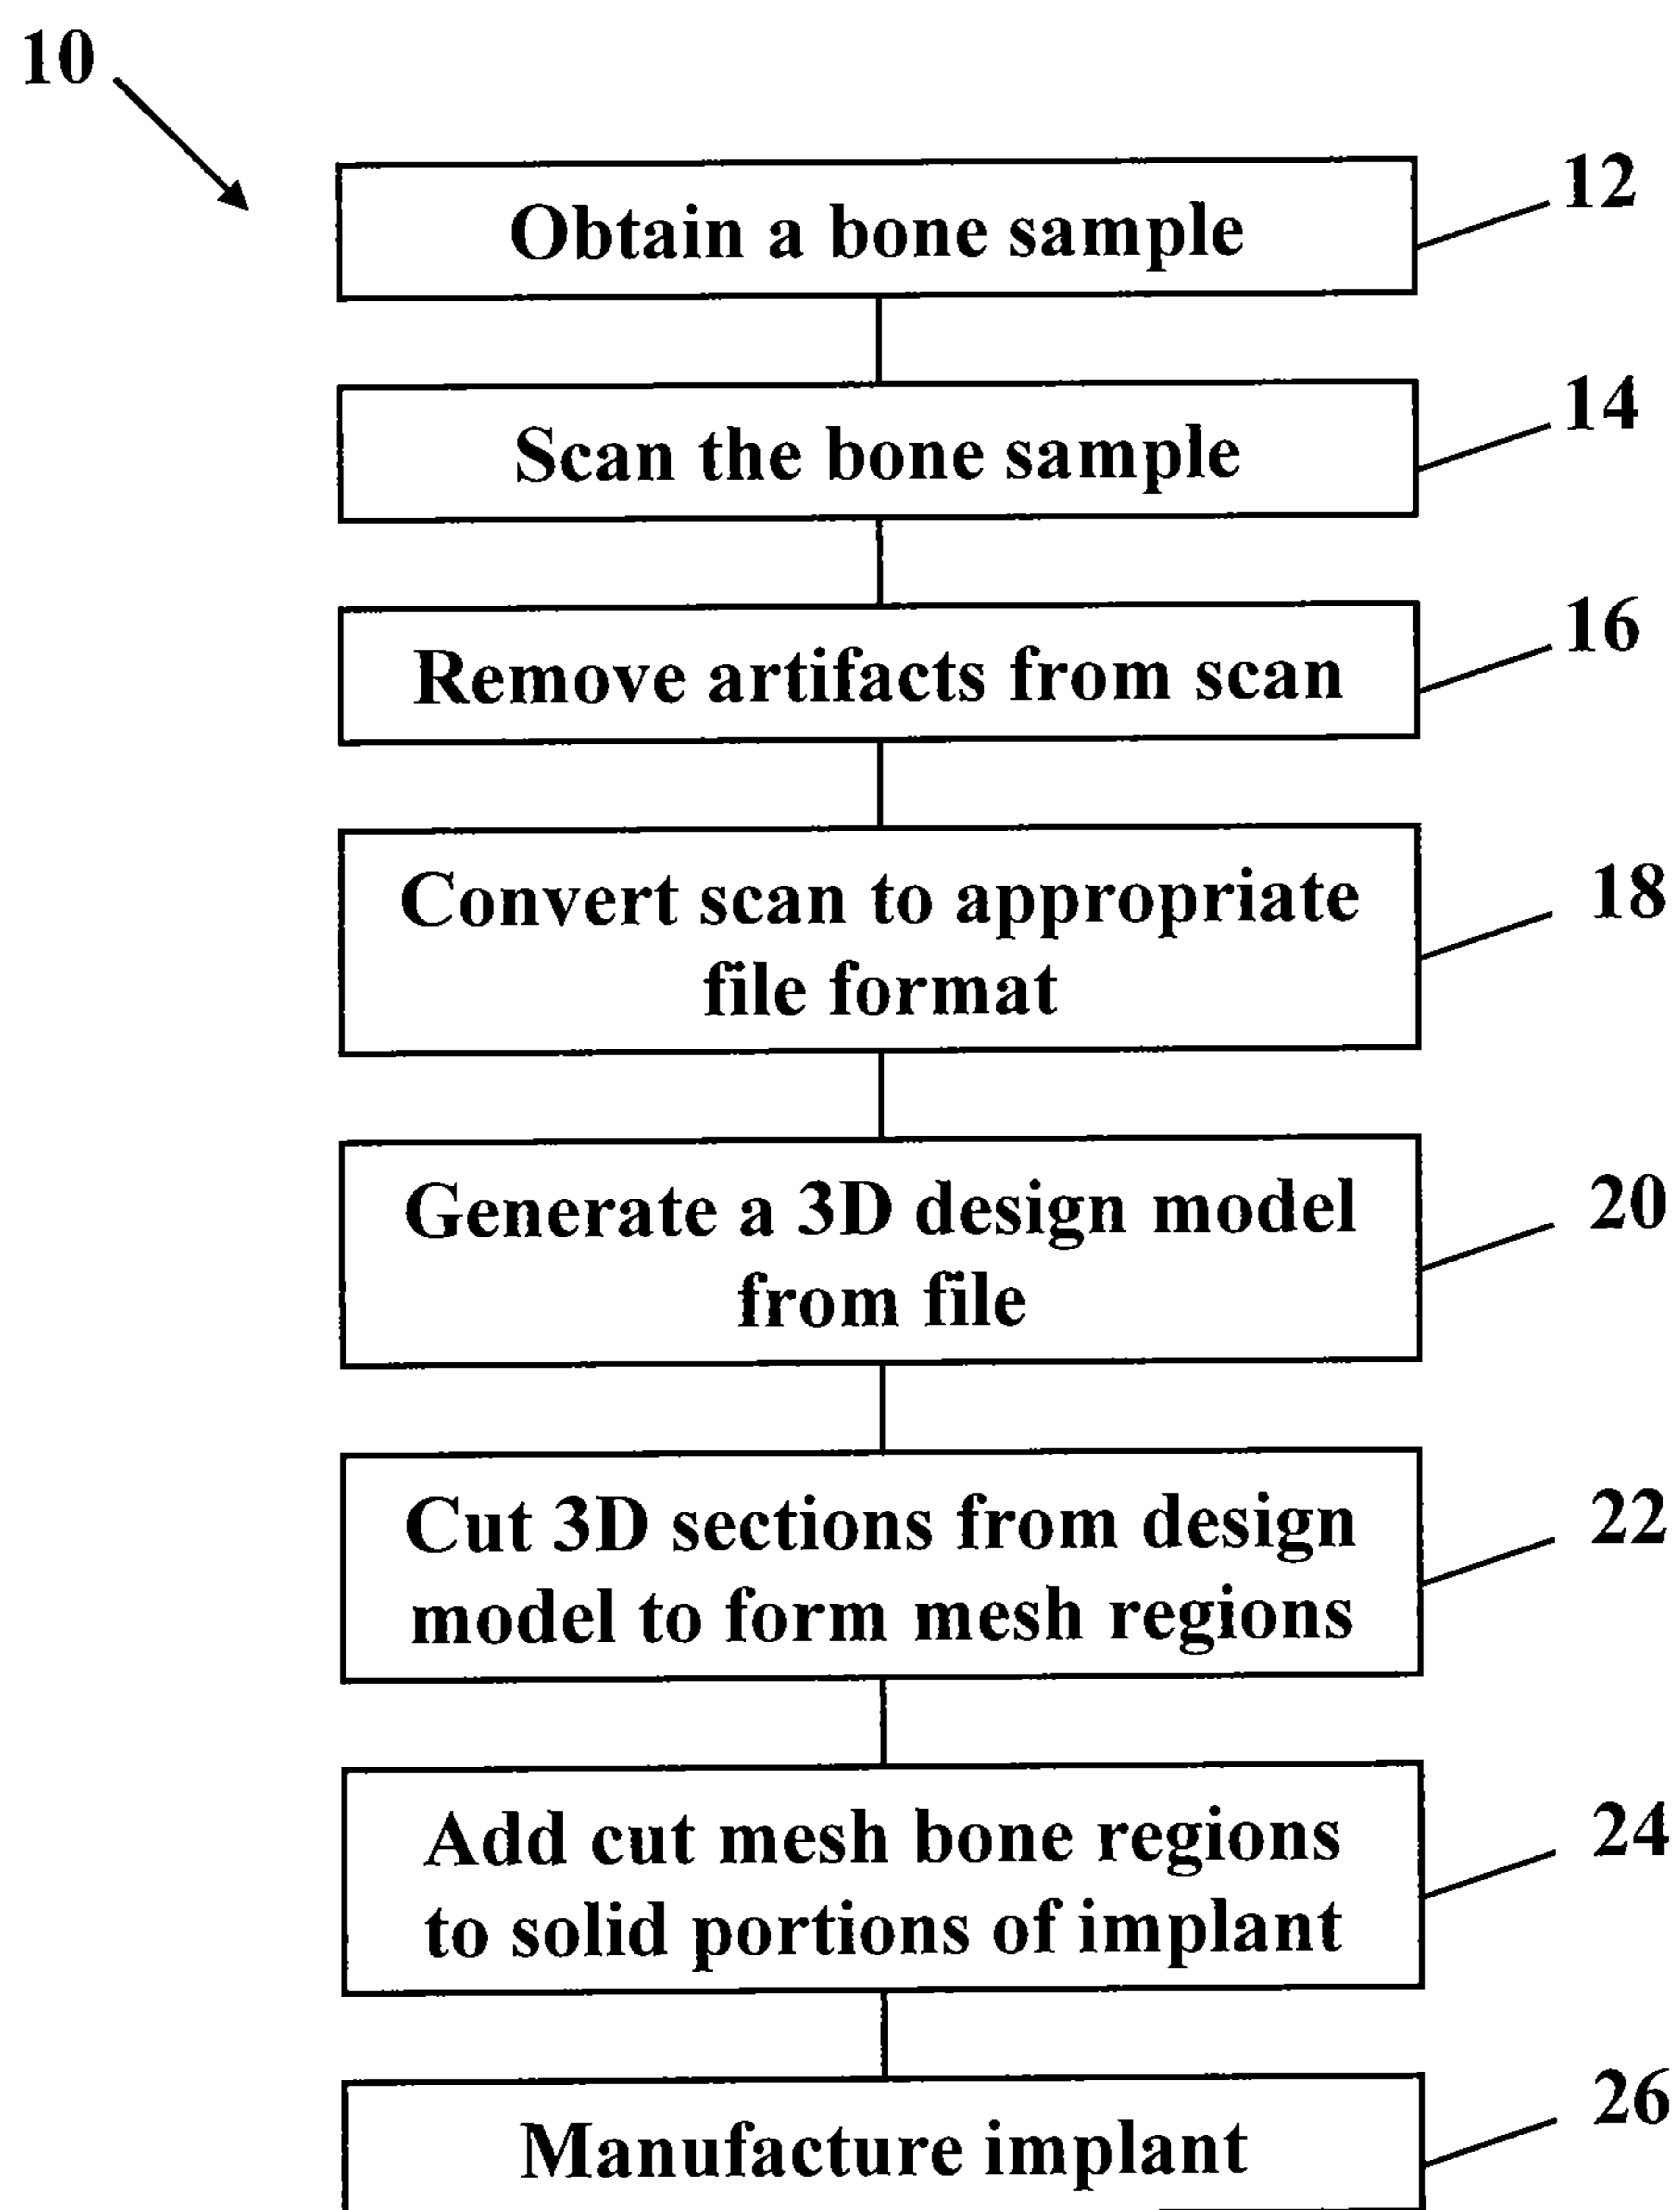 10
Obtain a bone sample
12
Scan the bone sample
14
Remove artifacts from scan
16
Convert scan to appropriate
file format
18
Generate a 3D design model
from file
20
Cut 3D sections from design
model to form mesh regions
22
Add cut mesh bone regions
to solid portions of implant
24
Manufacture implant
26